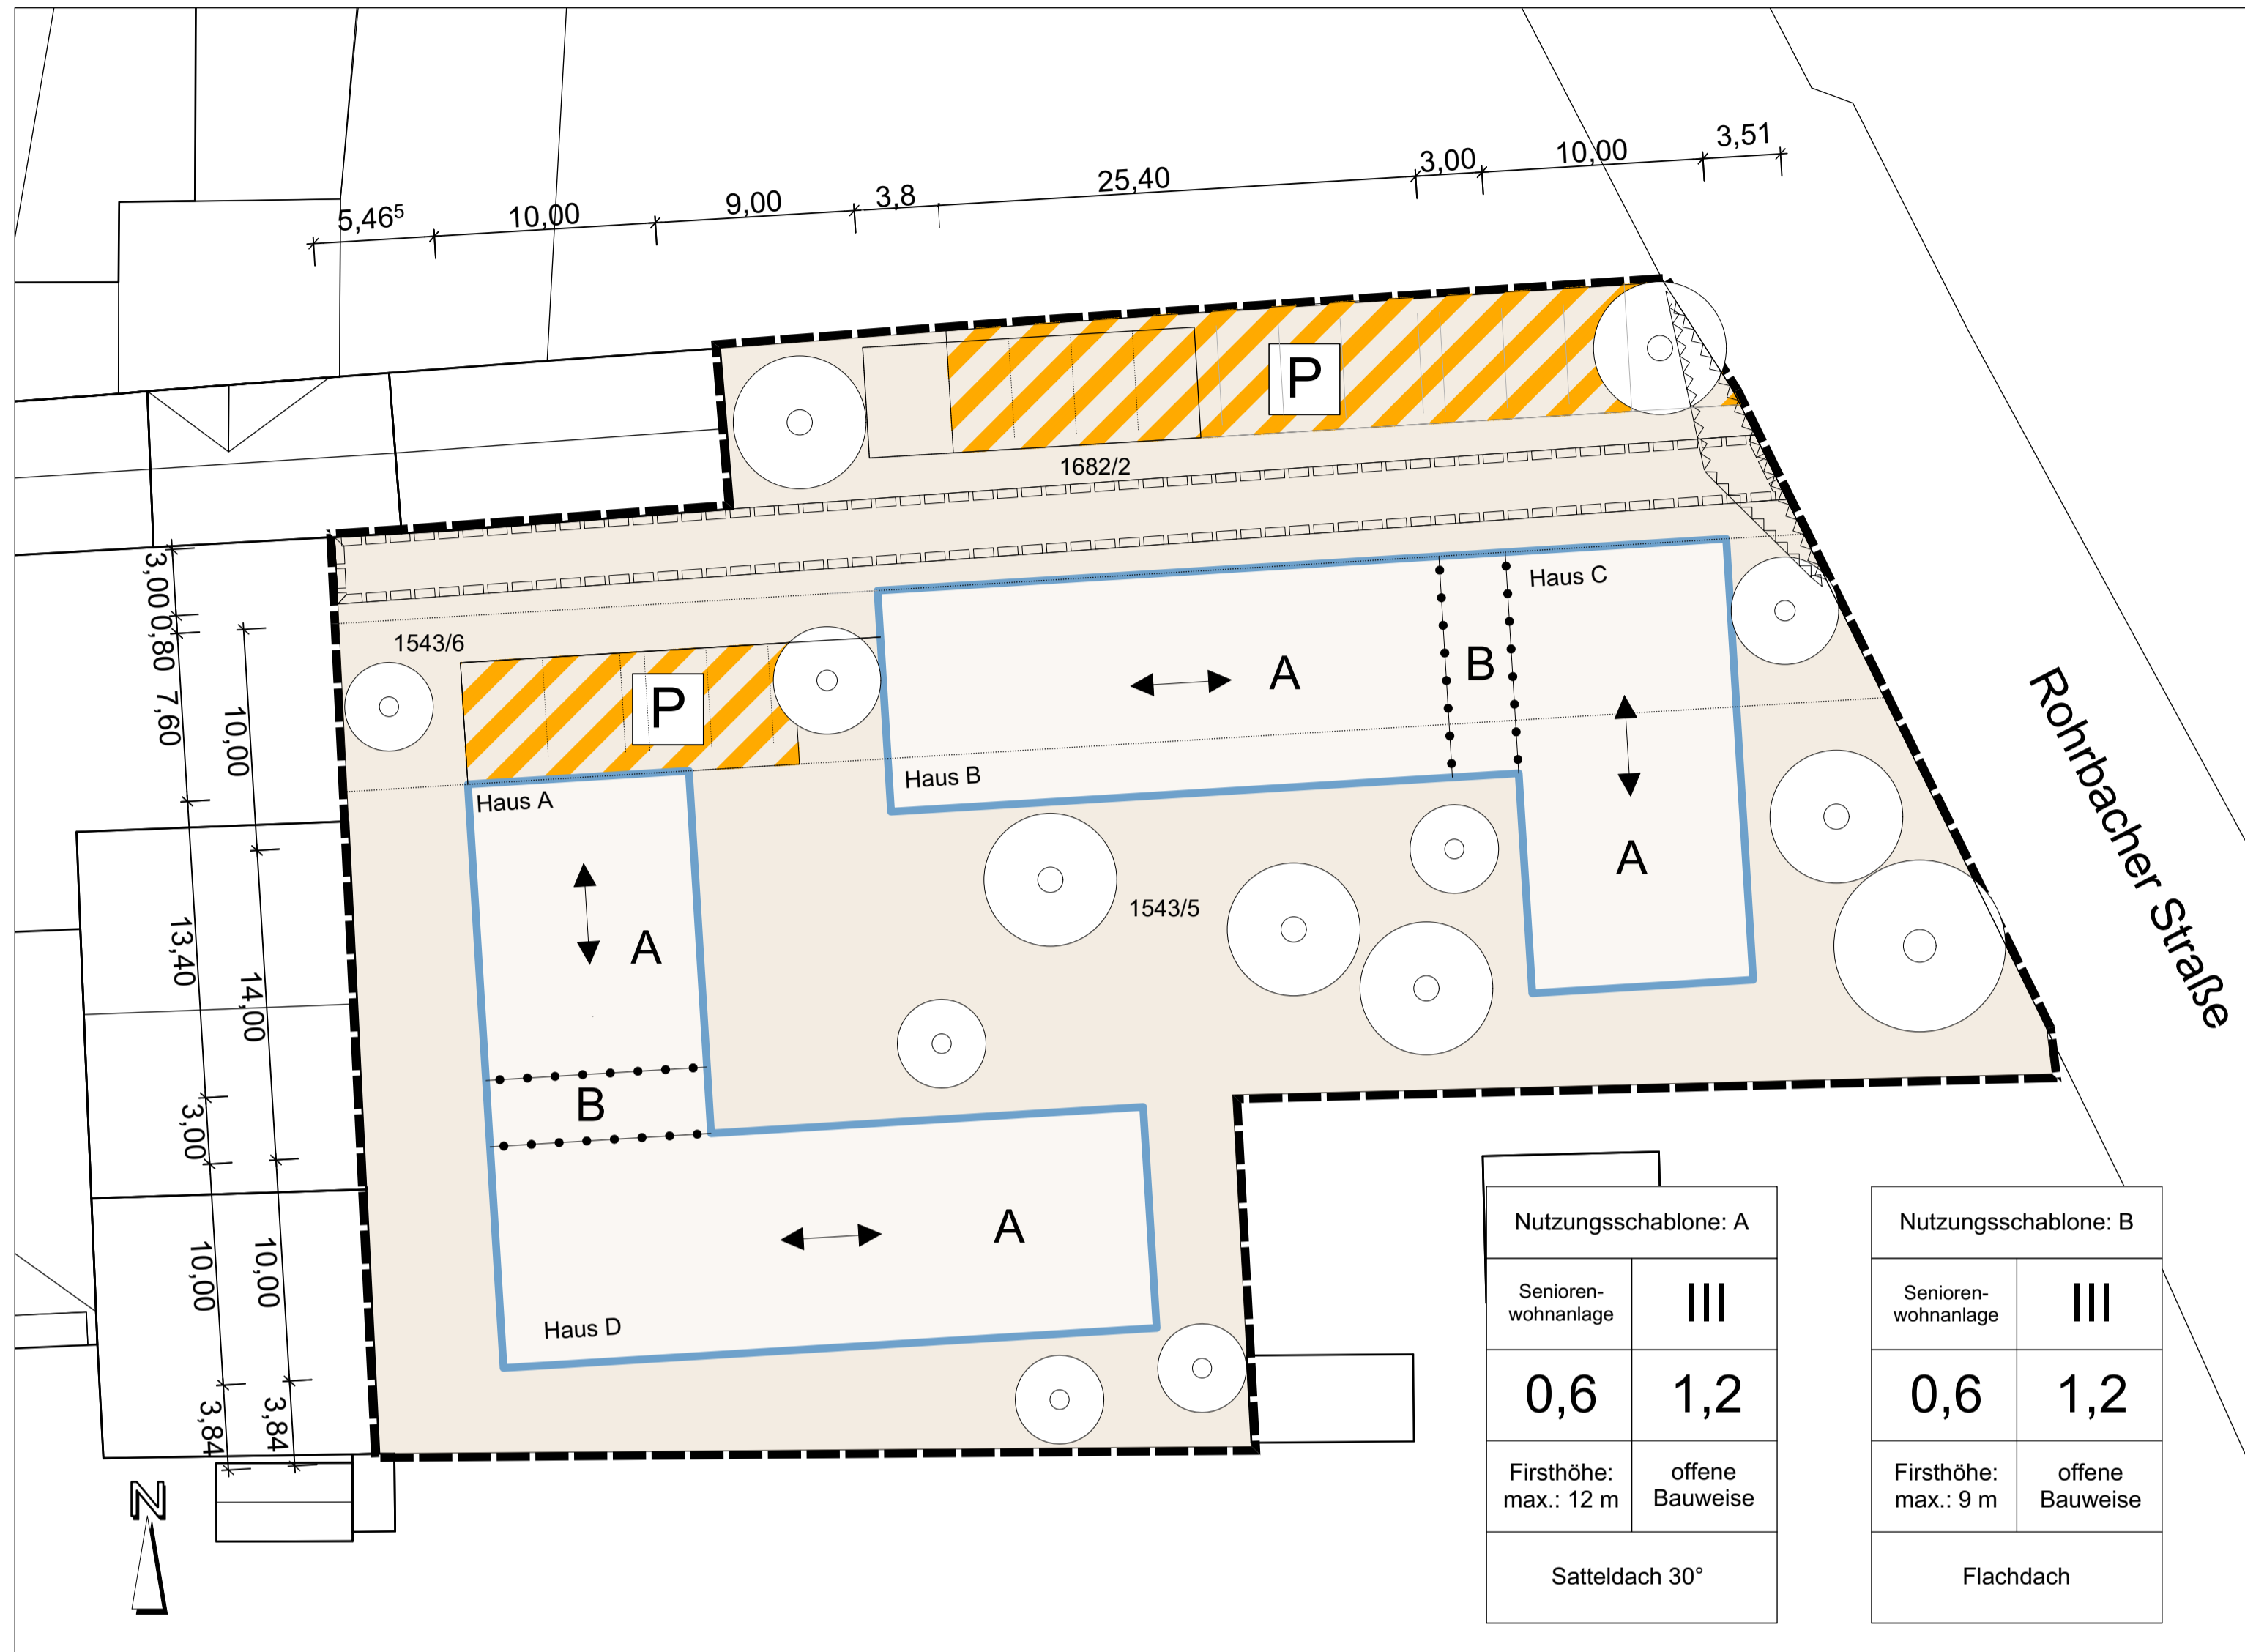 5,46⁵
10,00
9,00
3,8
25,40
3,00
10,00
3,51
P
1682/2
Haus C
3,00
0,80
7,60
10,00
1543/6
P
A
B
Haus B
Haus A
A
A
Rohrbacher Straße
1543/5
13,40
14,00
B
3,00
10,00
10,00
A
Haus D
3,84
3,84
N
Nutzungsschablone: A
Senioren-
wohnanlage
III
0,6
1,2
Firsthöhe:
max.: 12 m
offene
Bauweise
Satteldach 30°
Nutzungsschablone: B
Senioren-
wohnanlage
III
0,6
1,2
Firsthöhe:
max.: 9 m
offene
Bauweise
Flachdach